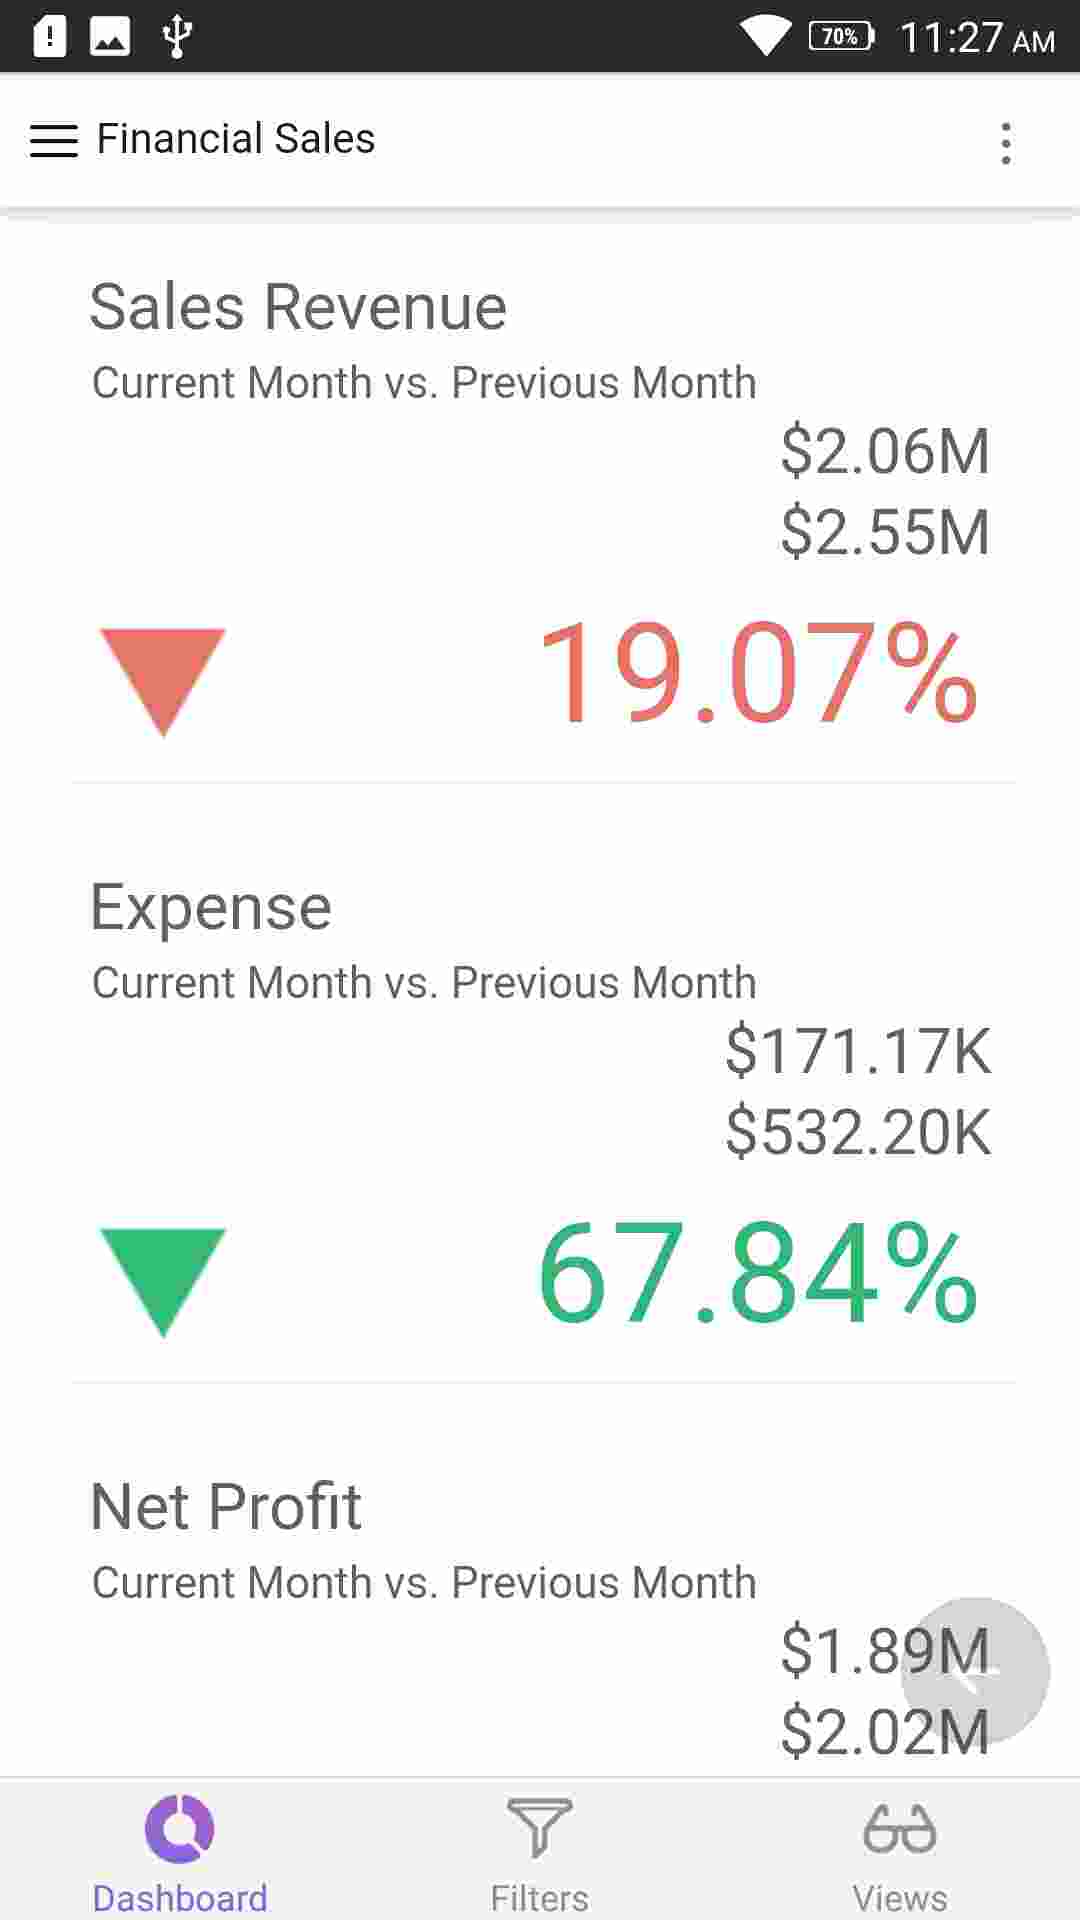 70% 11:27 AM
Financial Sales
Sales Revenue
Current Month vs. Previous Month
$2.06M
$2.55M
19.07%
Expense
Current Month vs. Previous Month
$171.17K
$532.20K
67.84%
Net Profit
Current Month vs. Previous Month
$1.89M
$2.02M
Dashboard Filters Views